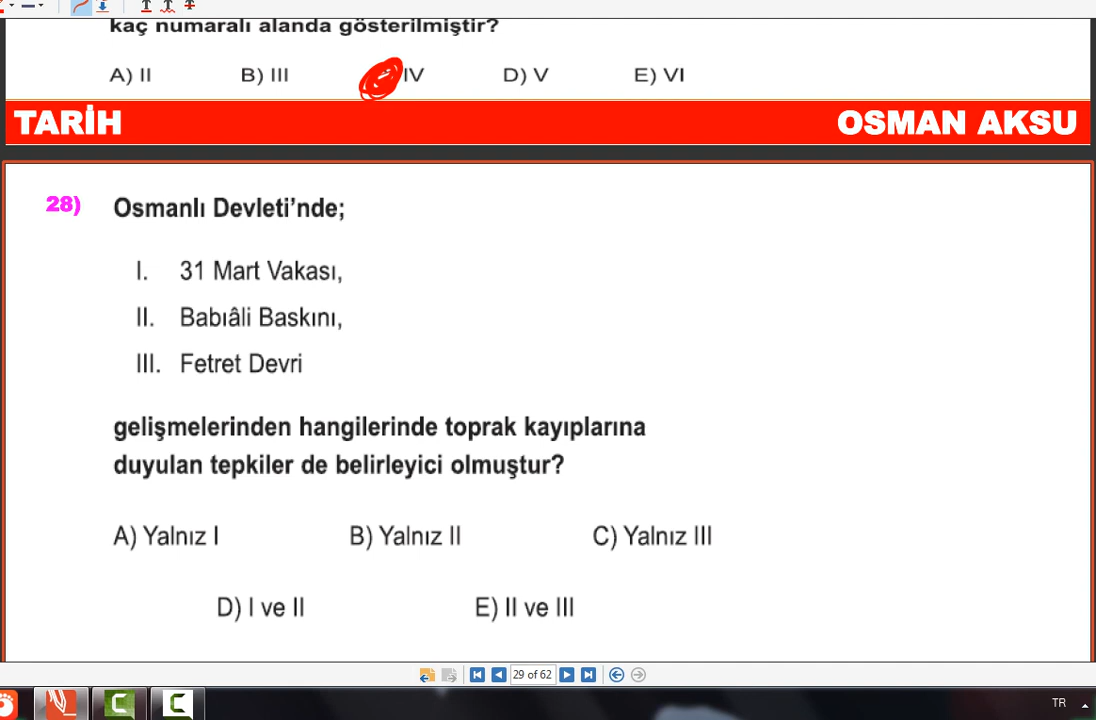 kaç numaralı alanda gösterilmiştir?
A) II B) III IV D) V E) VI
TARİH OSMAN AKSU
28) Osmanlı Devleti’nde;
I. 31 Mart Vakası,
II. Babıâli Baskını,
III. Fetret Devri
gelişmelerinden hangilerinde toprak kayıplarına
duyulan tepkiler de belirleyici olmuştur?
A) Yalnız I B) Yalnız II C) Yalnız III
D) I ve II E) II ve III
29 of 62
TR